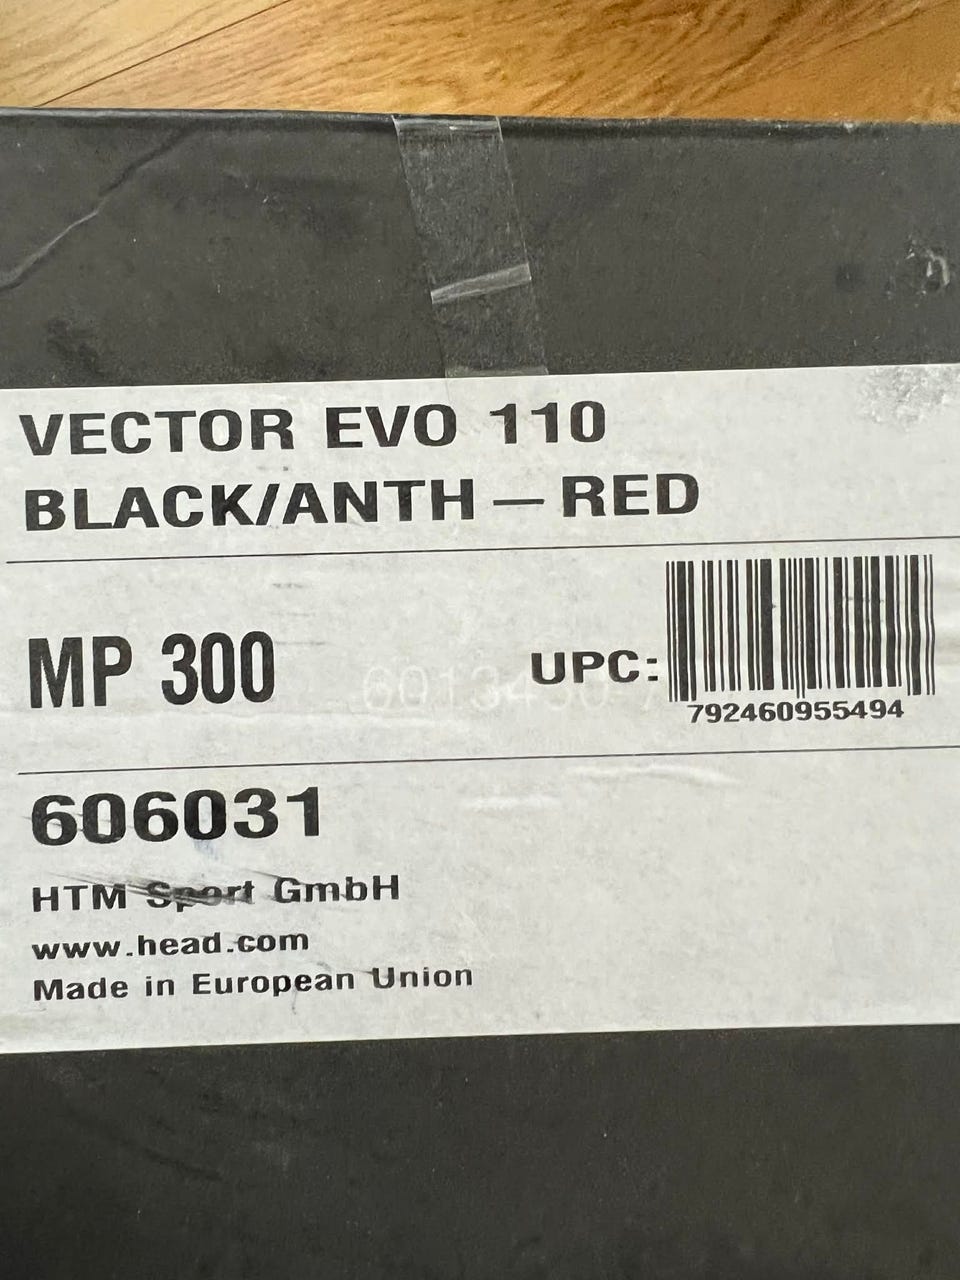 VECTOR EVO 110
BLACK/ANTH – RED
MP 300
UPC:
792460955494
606031
HTM Sport GmbH
www.head.com
Made in European Union